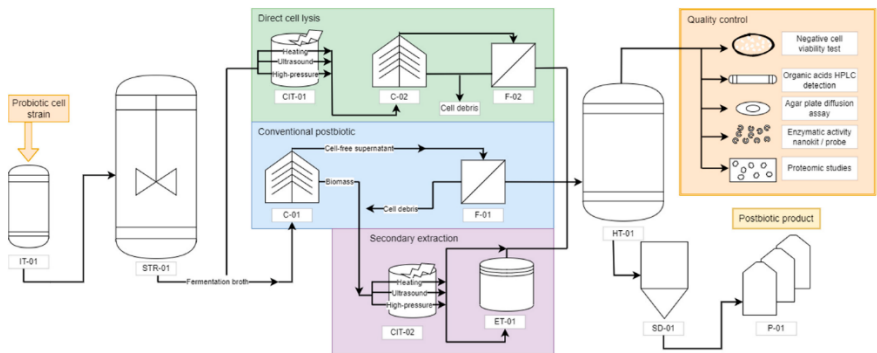 Direct cell lysis
Heating
Ultrasound
High-pressure
CIT-01
C-02
Cell debris
F-02
Quality control
Negative cell
viability test
Organic acids HPLC
detection
Agar plate diffusion
assay
Enzymatic activity
nanokit / probe
Proteomic studies
Probiotic cell
strain
IT-01
STR-01
Fermentation broth
Conventional postbiotic
Cell-free supernatant
Biomass
C-01
Cell debris
F-01
Secondary extraction
Heating
Ultrasound
High-pressure
CIT-02
ET-01
HT-01
SD-01
Postbiotic product
P-01